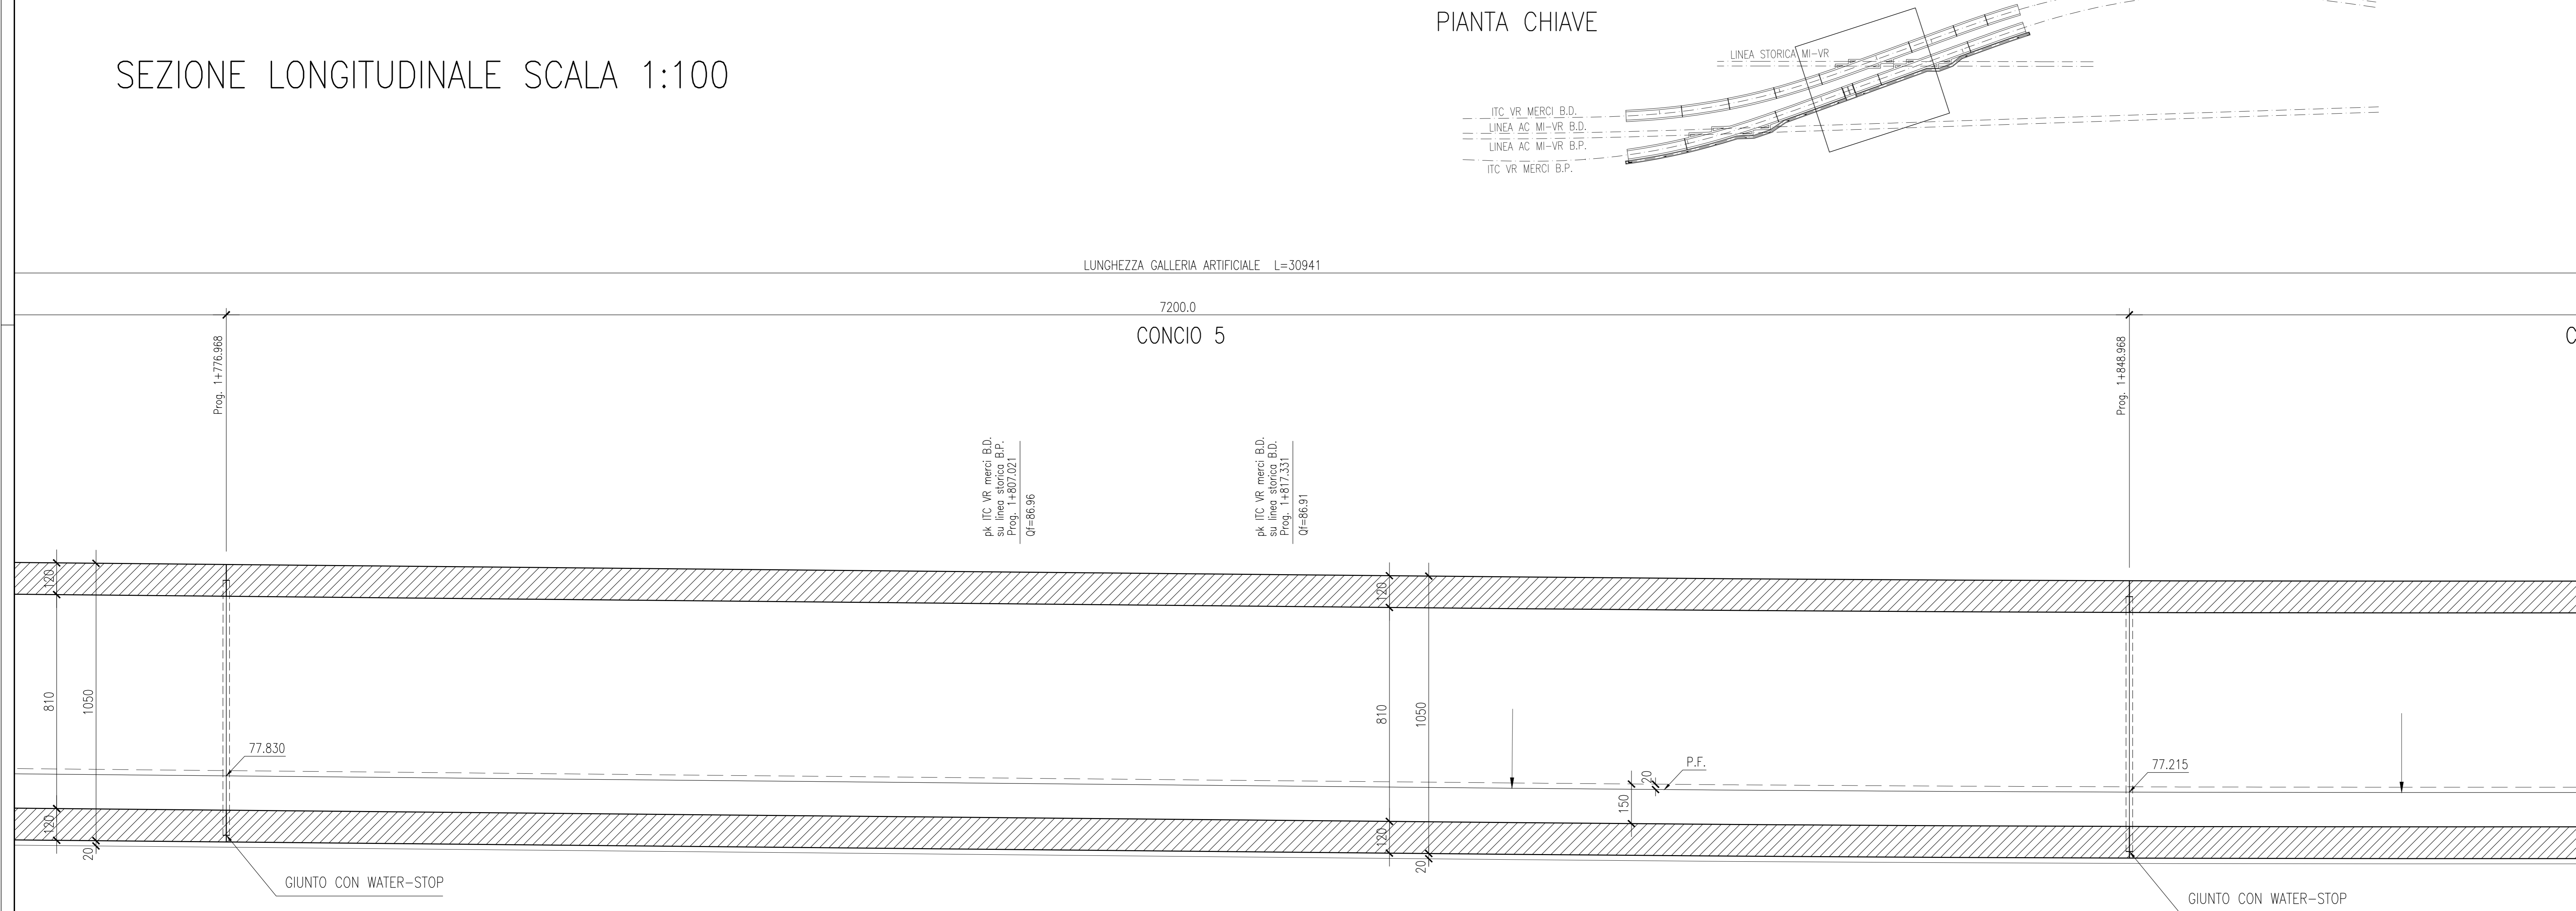 PIANTA CHIAVE
SEZIONE LONGITUDINALE SCALA 1:100
LINEA STORICA MI-VR
ITC VR MERCI B.D.
LINEA AC MI-VR B.D.
LINEA AC MI-VR B.P.
ITC VR MERCI B.P.
LUNGHEZZA GALLERIA ARTIFICIALE L=30941
7200.0
CONCIO 5
C
Prog. 1+776.968
Prog. 1+848.968
pk ITC VR merci B.D.
su linea storica B.P.
Prog. 1+807.021
Qf=86.96
pk ITC VR merci B.D.
su linea storica B.D.
Prog. 1+817.331
Qf=86.91
120
810
120
1050
20
77.830
GIUNTO CON WATER-STOP
120
810
120
1050
20
150
20
P.F.
77.215
GIUNTO CON WATER-STOP